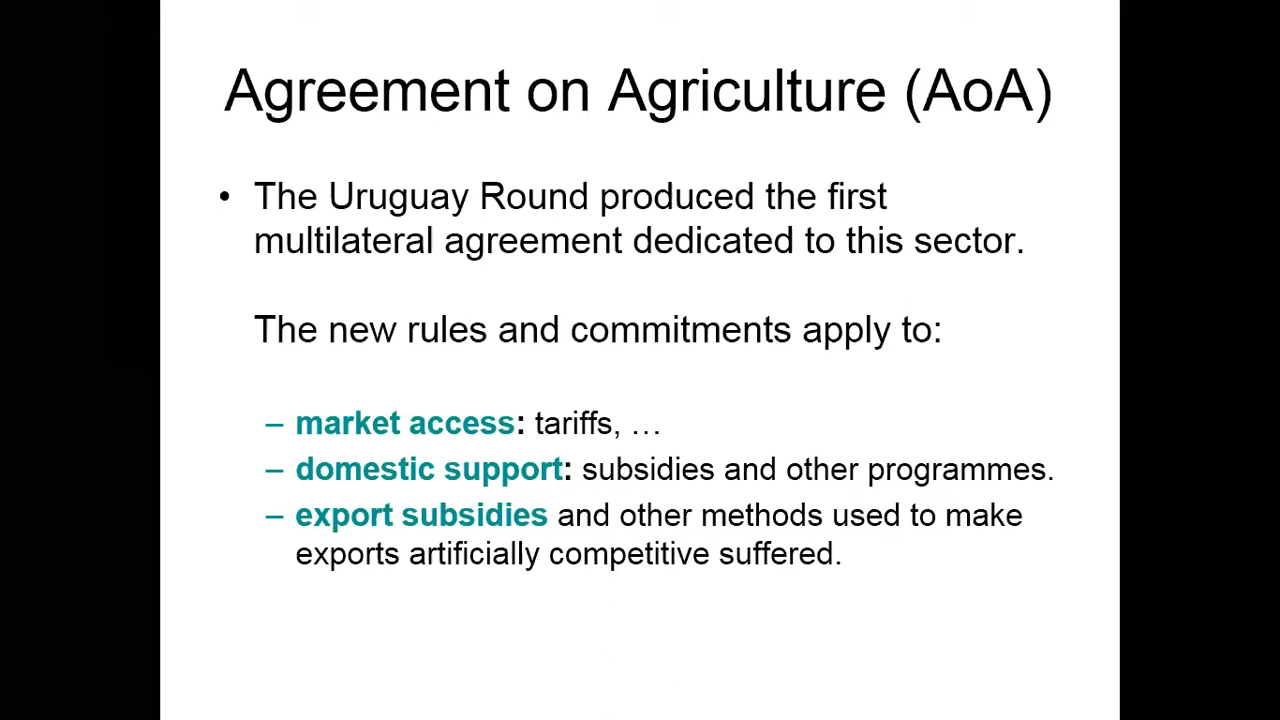 Agreement on Agriculture (AoA)
• The Uruguay Round produced the first
multilateral agreement dedicated to this sector.
The new rules and commitments apply to:
– market access: tariffs, …
– domestic support: subsidies and other programmes.
– export subsidies and other methods used to make
exports artificially competitive suffered.